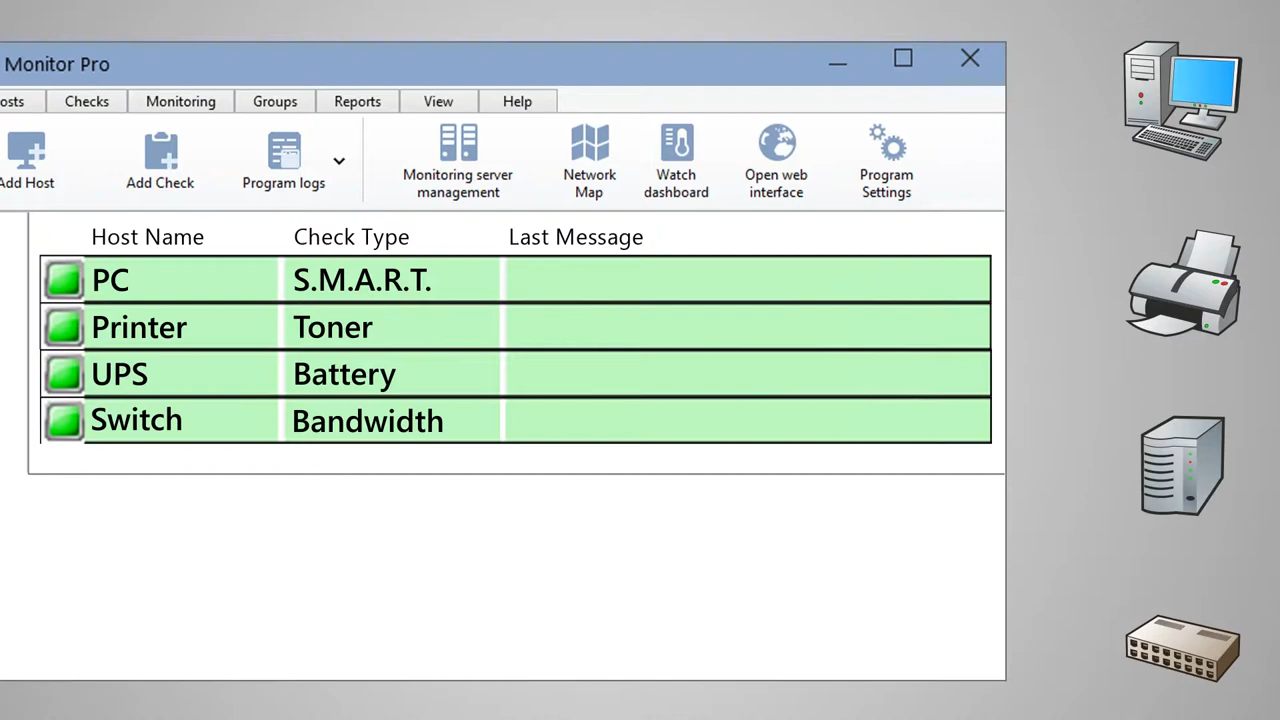 Monitor Pro
osts Checks Monitoring Groups Reports View Help
Add Host Add Check Program logs Monitoring server management Network Map Watch dashboard Open web interface Program Settings
Host Name Check Type Last Message
PC S.M.A.R.T.
Printer Toner
UPS Battery
Switch Bandwidth